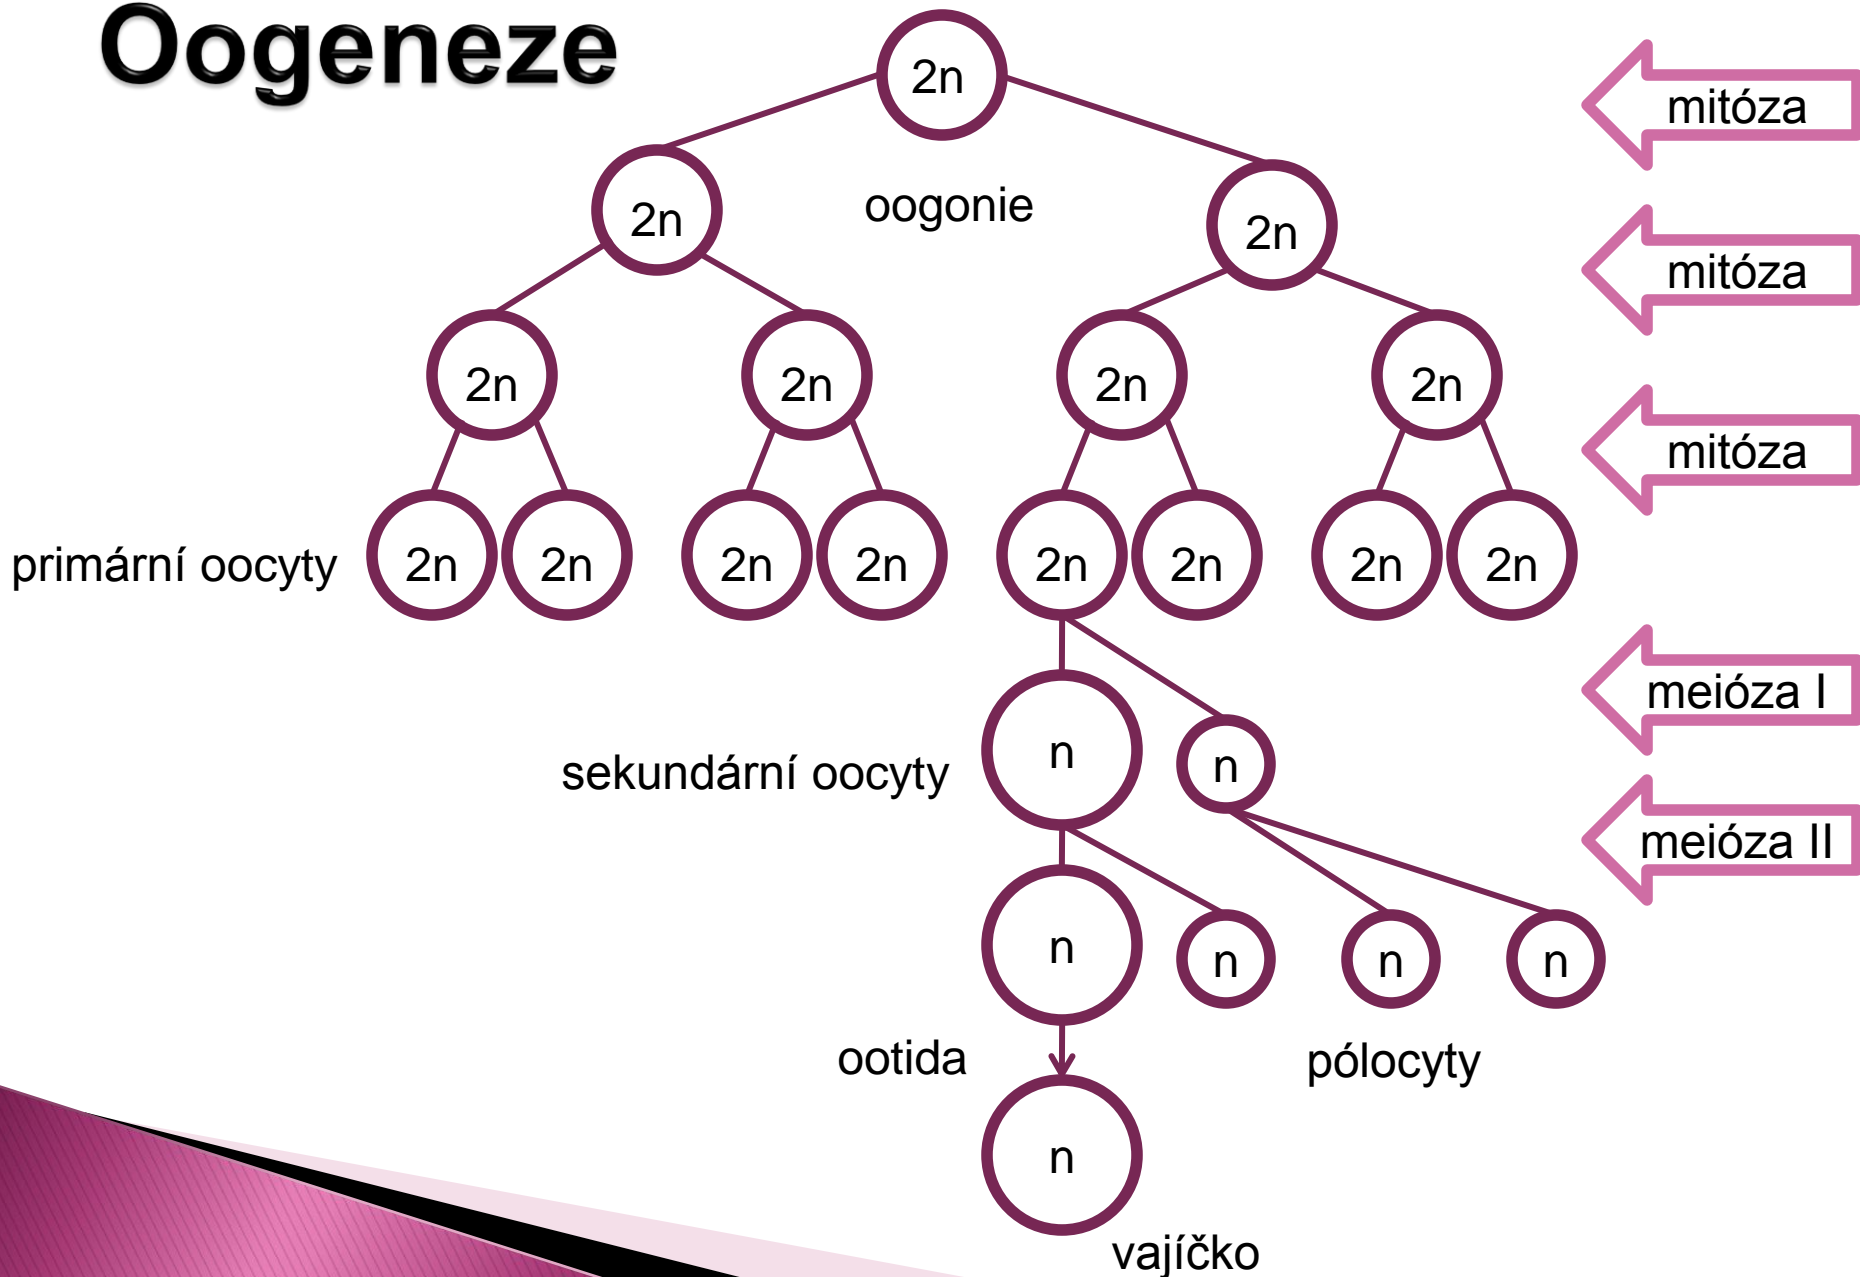 Oogeneze
2n
mitóza
2n
oogonie
2n
mitóza
2n
2n
2n
2n
mitóza
primární oocyty
2n
2n
2n
2n
2n
2n
2n
2n
meióza I
sekundární oocyty
n
n
meióza II
n
n
n
n
ootida
pólocyty
n
vajíčko